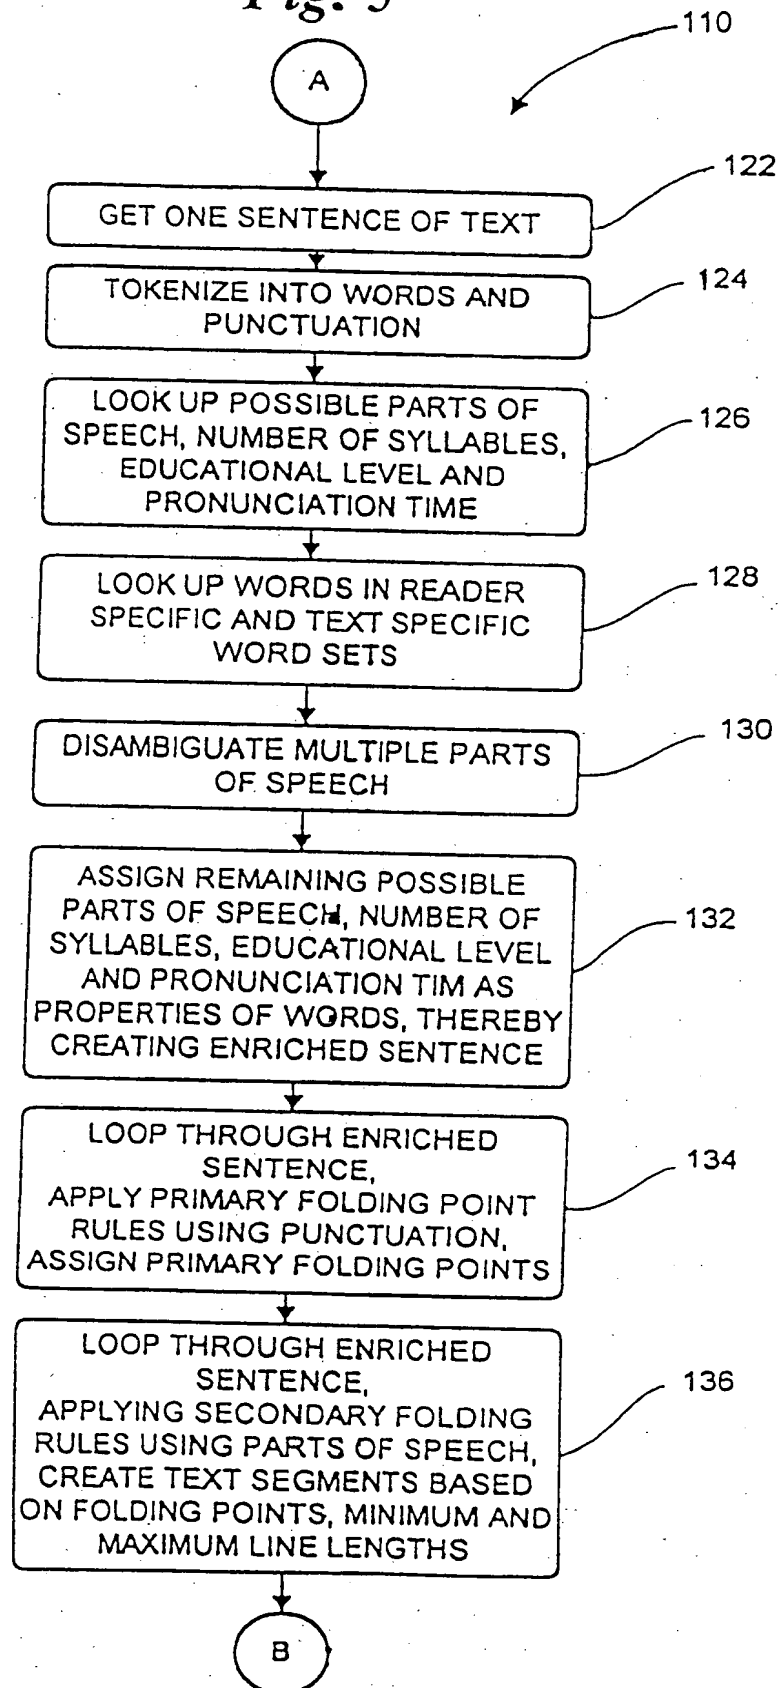 Fig. 5
110
A
122
GET ONE SENTENCE OF TEXT
124
TOKENIZE INTO WORDS AND
PUNCTUATION
126
LOOK UP POSSIBLE PARTS OF
SPEECH, NUMBER OF SYLLABLES,
EDUCATIONAL LEVEL AND
PRONUNCIATION TIME
128
LOOK UP WORDS IN READER
SPECIFIC AND TEXT SPECIFIC
WORD SETS
130
DISAMBIGUATE MULTIPLE PARTS
OF SPEECH
132
ASSIGN REMAINING POSSIBLE
PARTS OF SPEECH, NUMBER OF
SYLLABLES, EDUCATIONAL LEVEL
AND PRONUNCIATION TIM AS
PROPERTIES OF WORDS, THEREBY
CREATING ENRICHED SENTENCE
134
LOOP THROUGH ENRICHED
SENTENCE,
APPLY PRIMARY FOLDING POINT
RULES USING PUNCTUATION,
ASSIGN PRIMARY FOLDING POINTS
136
LOOP THROUGH ENRICHED
SENTENCE,
APPLYING SECONDARY FOLDING
RULES USING PARTS OF SPEECH,
CREATE TEXT SEGMENTS BASED
ON FOLDING POINTS, MINIMUM AND
MAXIMUM LINE LENGTHS
B